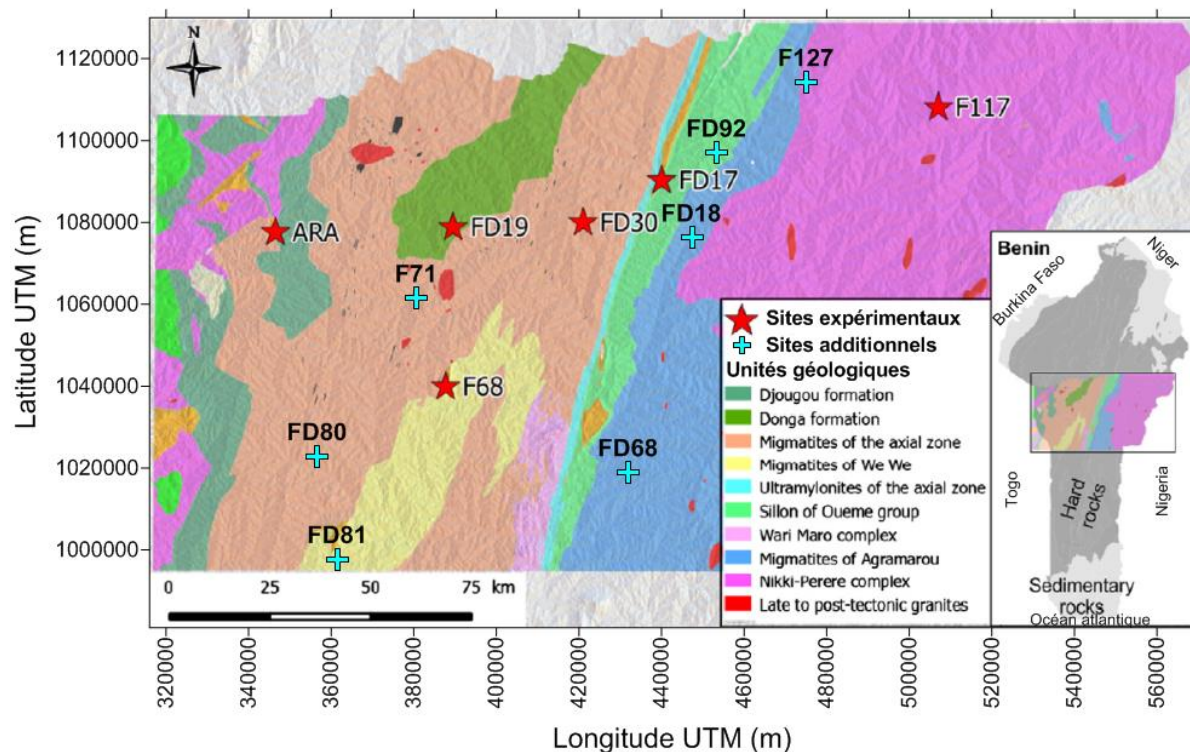 N
1120000
1100000
1080000
1060000
1040000
1020000
1000000
Latitude UTM (m)
F127
F117
FD92
FD17
FD18
ARA
FD19
FD30
F71
F68
FD80
FD68
FD81
0 25 50 75 km
Sites expérimentaux
Sites additionnels
Unités géologiques
Djougou formation
Donga formation
Migmatites of the axial zone
Migmatites of We We
Ultramylonites of the axial zone
Sillon of Oueme group
Wari Maro complex
Migmatites of Agramarou
Nikki-Perere complex
Late to post-tectonic granites
Benin
Niger
Burkina Faso
Togo
Hard
rocks
Nigeria
Sedimentary
rocks
Océan atlantique
320000
340000
360000
380000
400000
420000
440000
460000
480000
500000
520000
540000
560000
Longitude UTM (m)